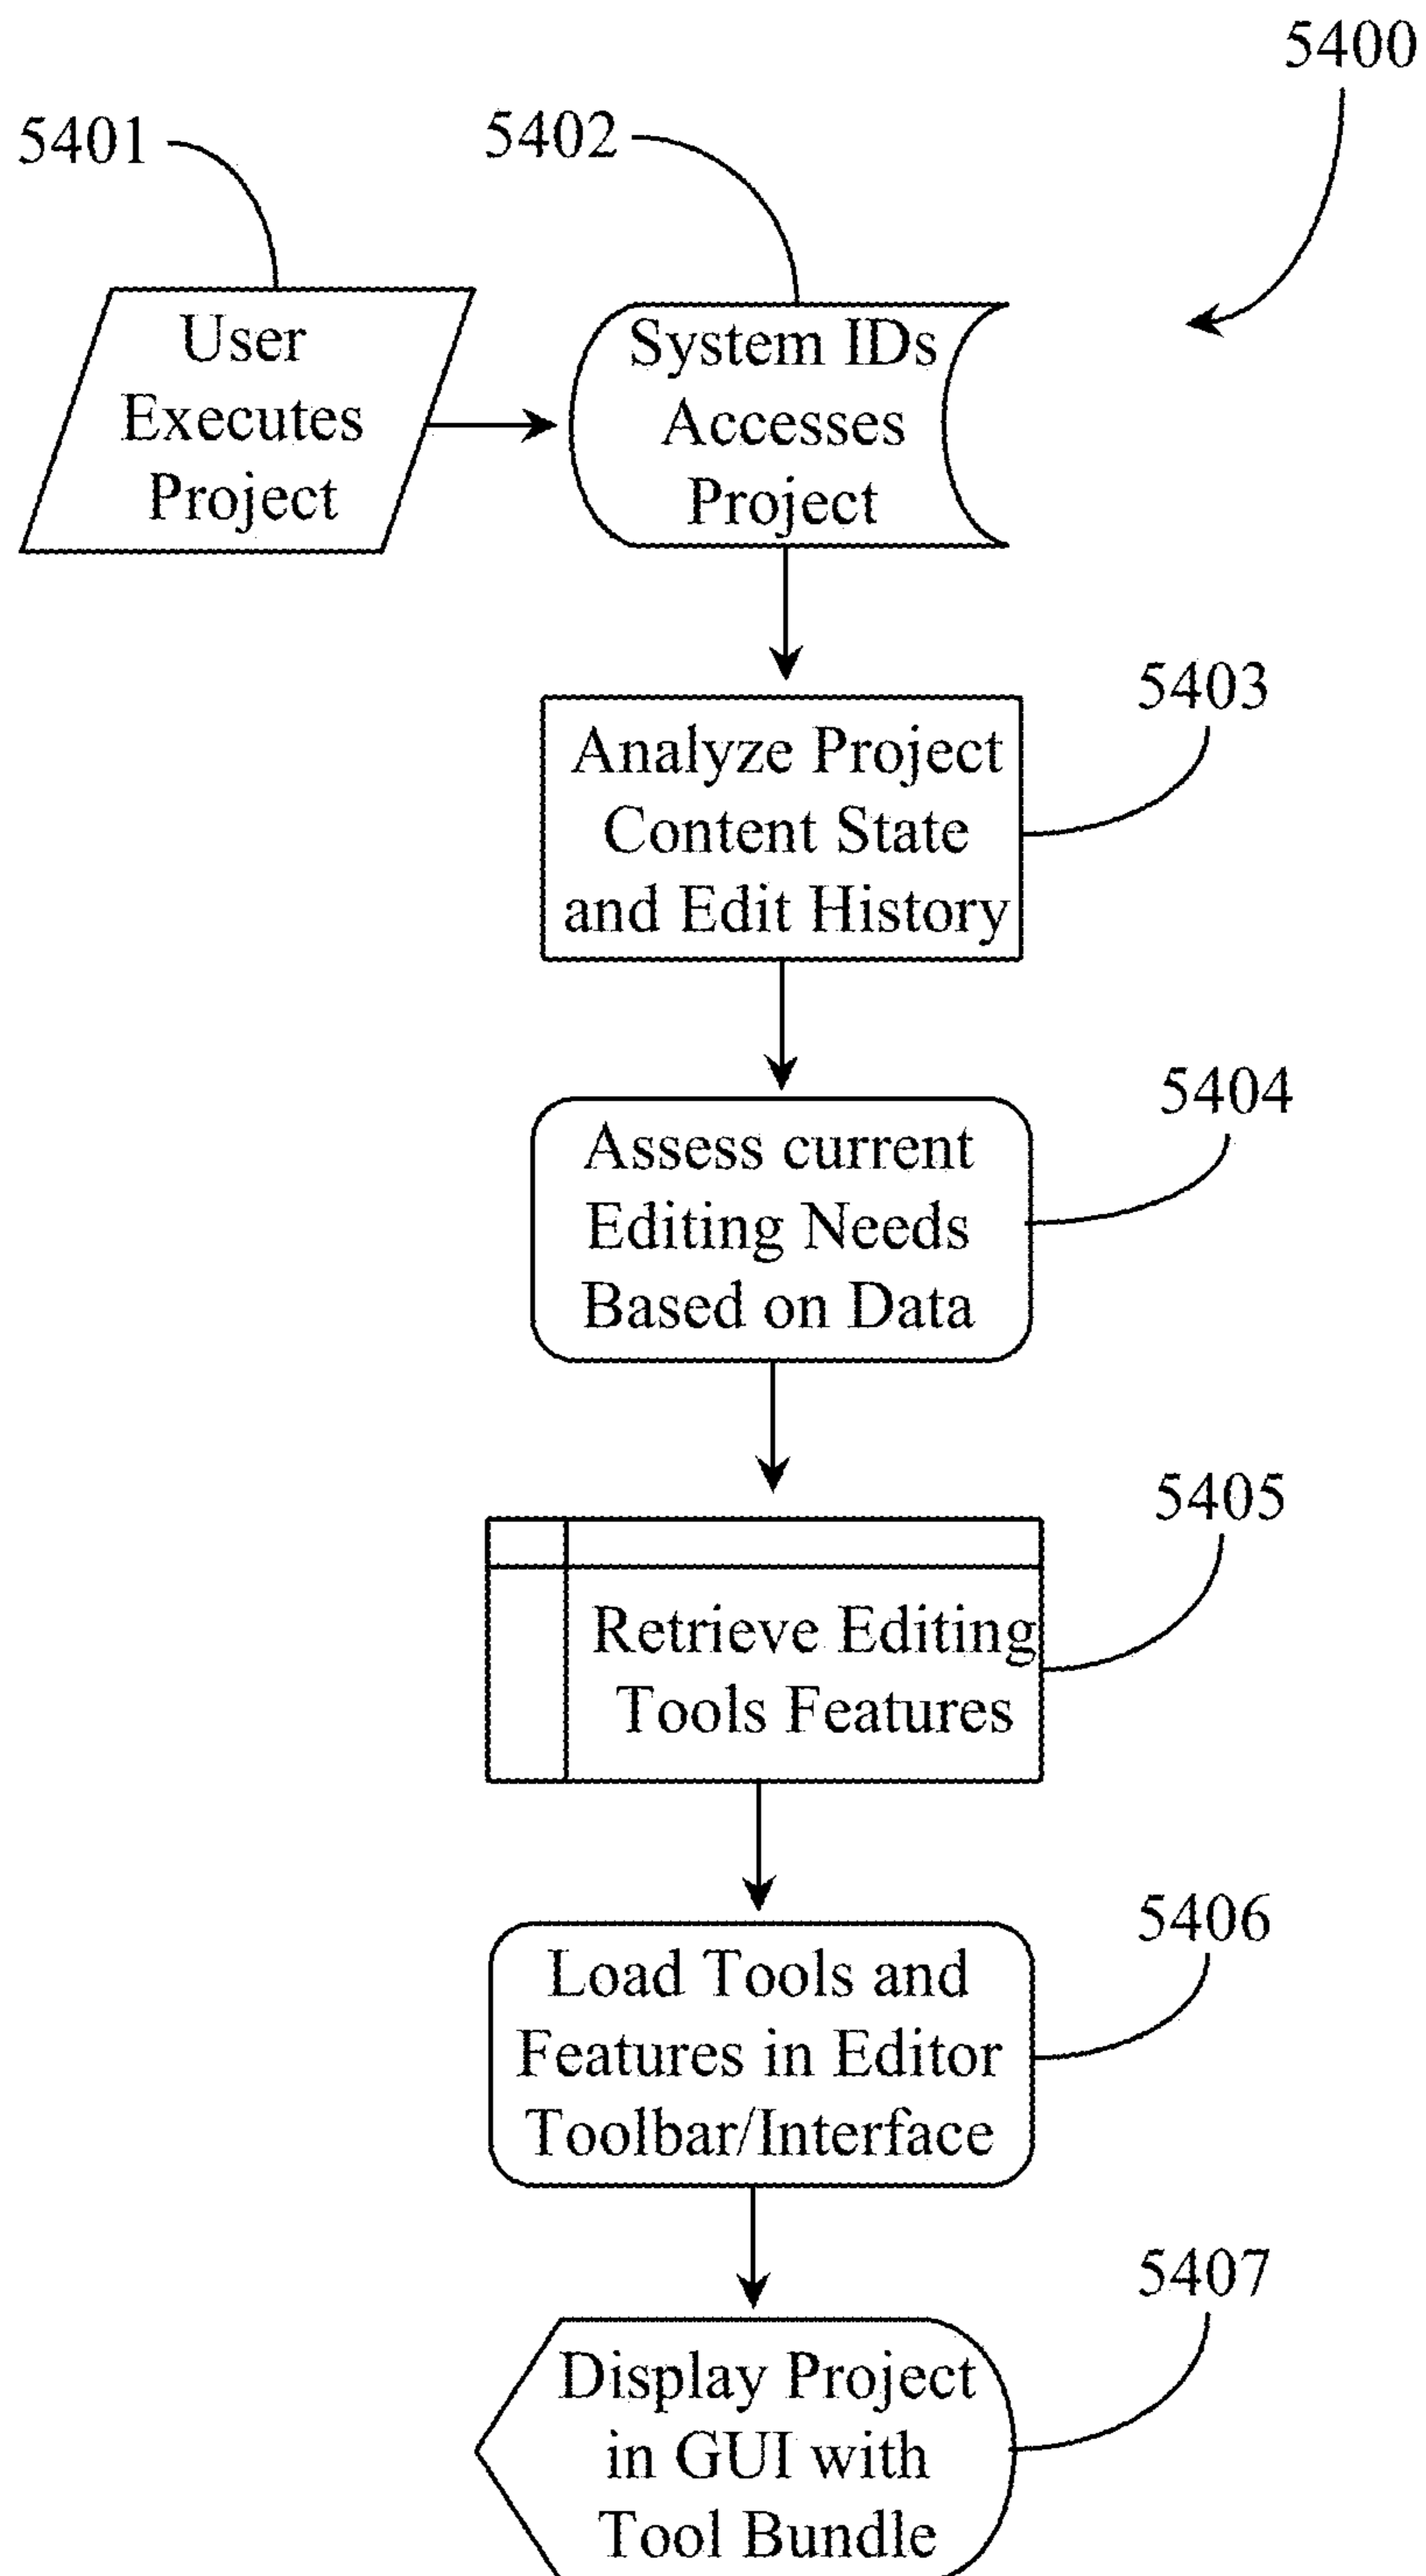 5400
5401
5402
User
Executes
Project
System IDs
Accesses
Project
5403
Analyze Project
Content State
and Edit History
5404
Assess current
Editing Needs
Based on Data
5405
Retrieve Editing
Tools Features
5406
Load Tools and
Features in Editor
Toolbar/Interface
5407
Display Project
in GUI with
Tool Bundle